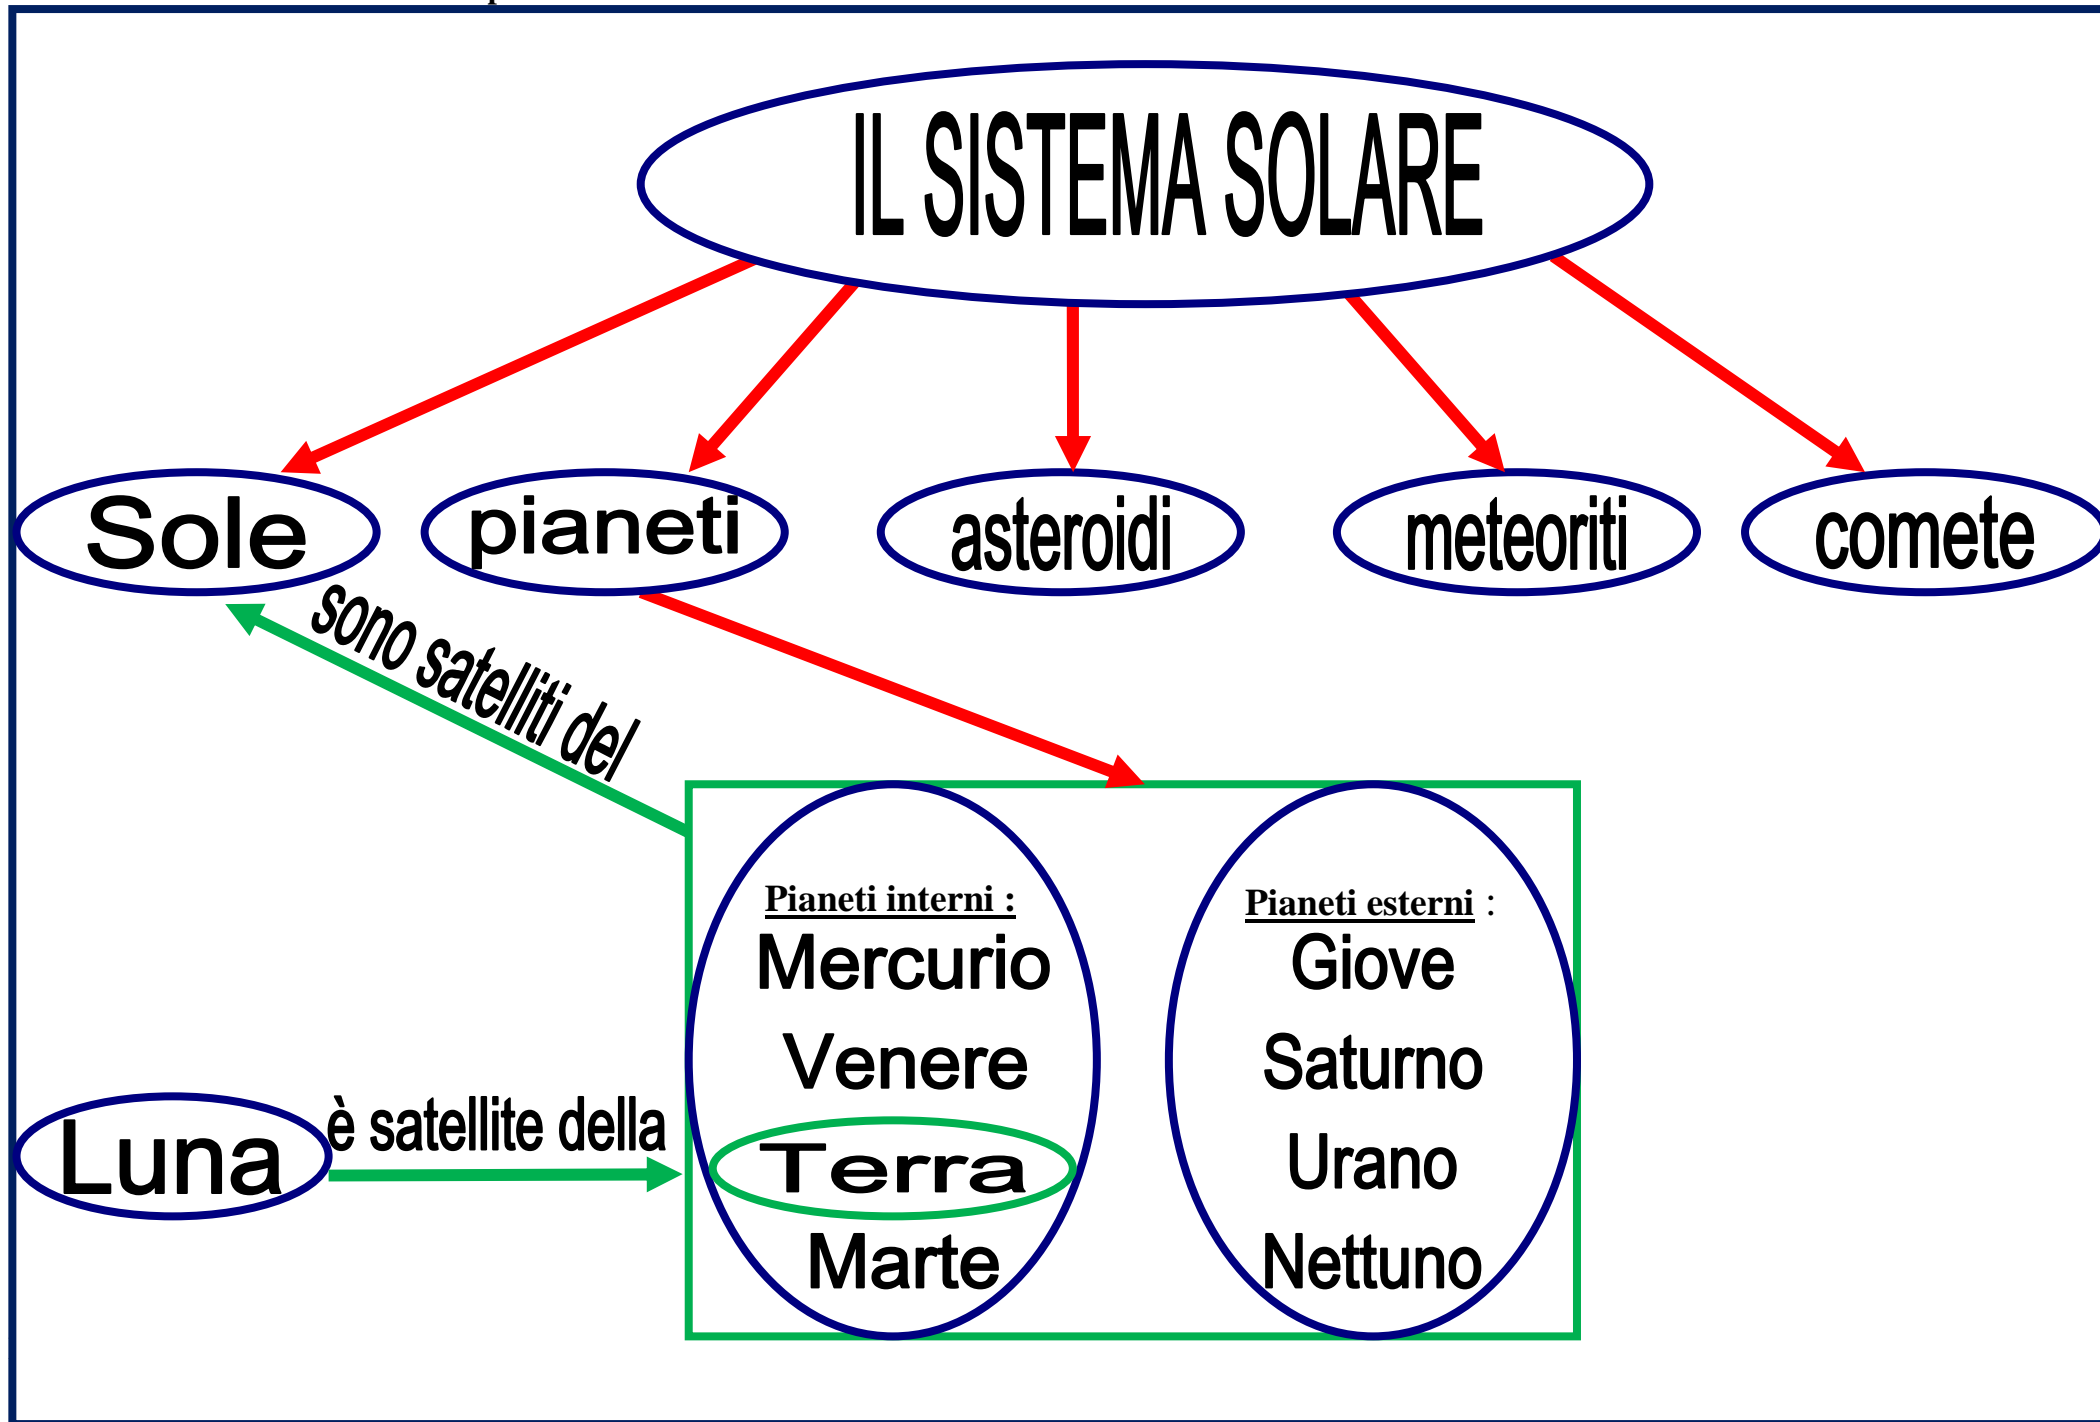 IL SISTEMA SOLARE
Sole
pianeti
asteroidi
meteoriti
comete
sono satelliti del
Pianeti interni :
Mercurio
Venere
Terra
Marte
Pianeti esterni :
Giove
Saturno
Urano
Nettuno
Luna
è satellite della